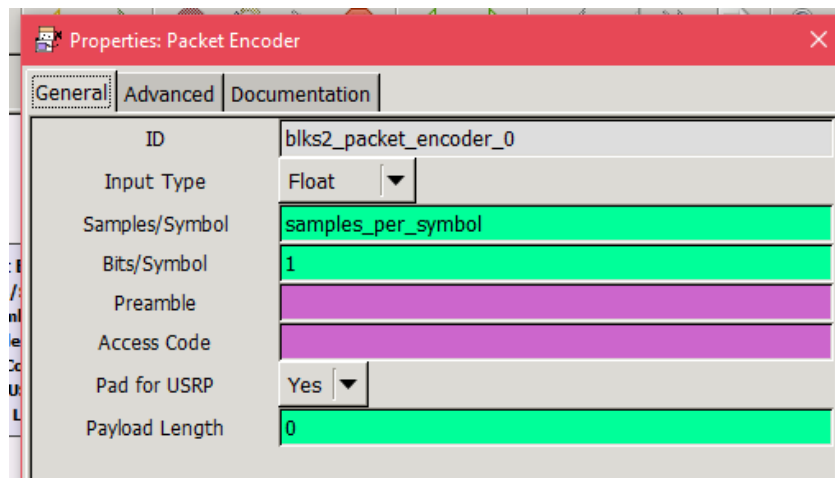 Properties: Packet Encoder
General Advanced Documentation
ID blks2_packet_encoder_0
Input Type Float
Samples/Symbol samples_per_symbol
Bits/Symbol 1
Preamble
Access Code
Pad for USRP Yes
Payload Length 0